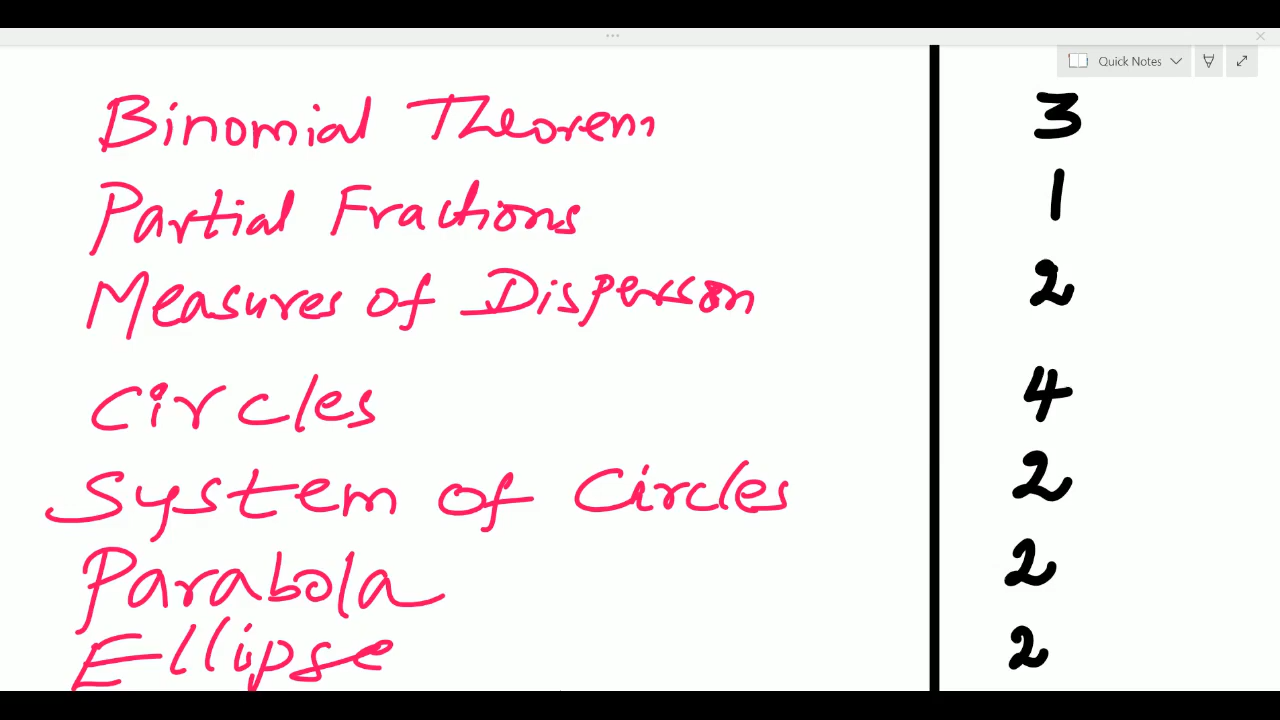 Quick Notes
Binomial Theorem 3
Partial Fractions 1
Measures of Disperson 2
Circles 4
System of Circles 2
Parabola 2
Ellipse 2